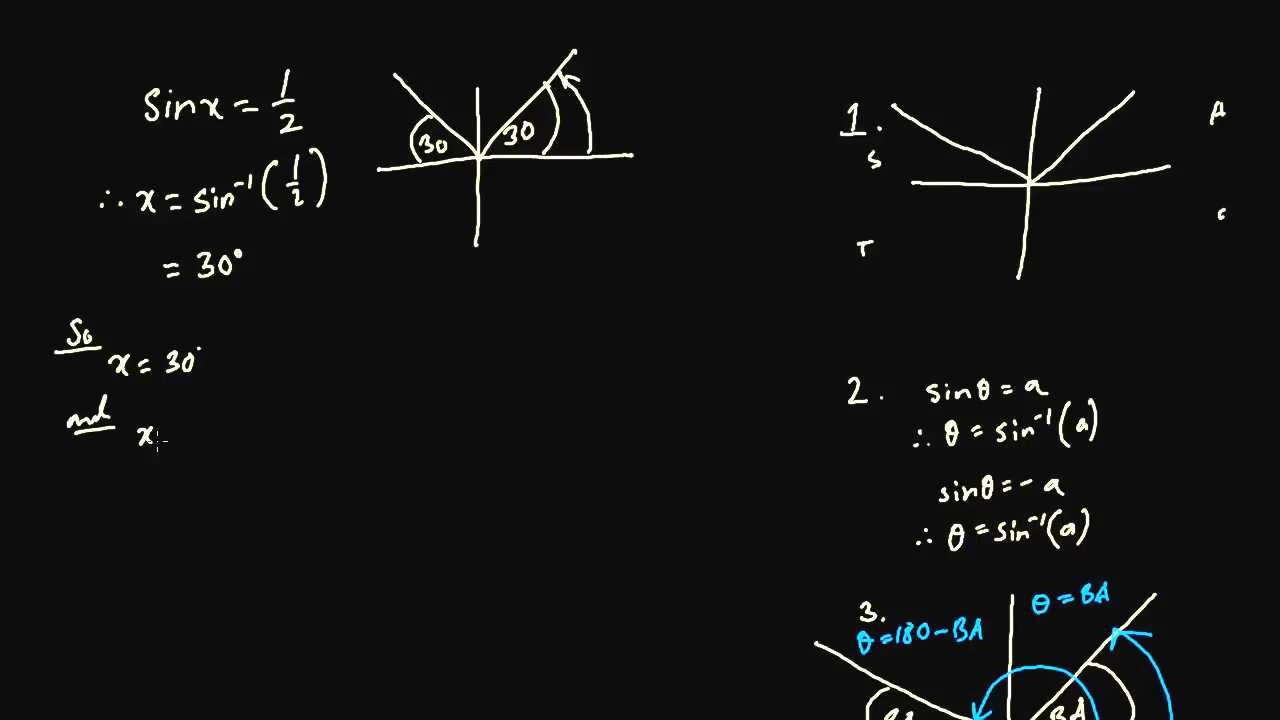 sinx = 1/2
∴ x = sin⁻¹(1/2)
= 30°
So
x = 30°
and
x
30
30
1.
S
A
T
C
2.
sinθ = a
∴ θ = sin⁻¹(a)
sinθ = - a
∴ θ = sin⁻¹(a)
3.
θ = 180 - BA
θ = BA
BA